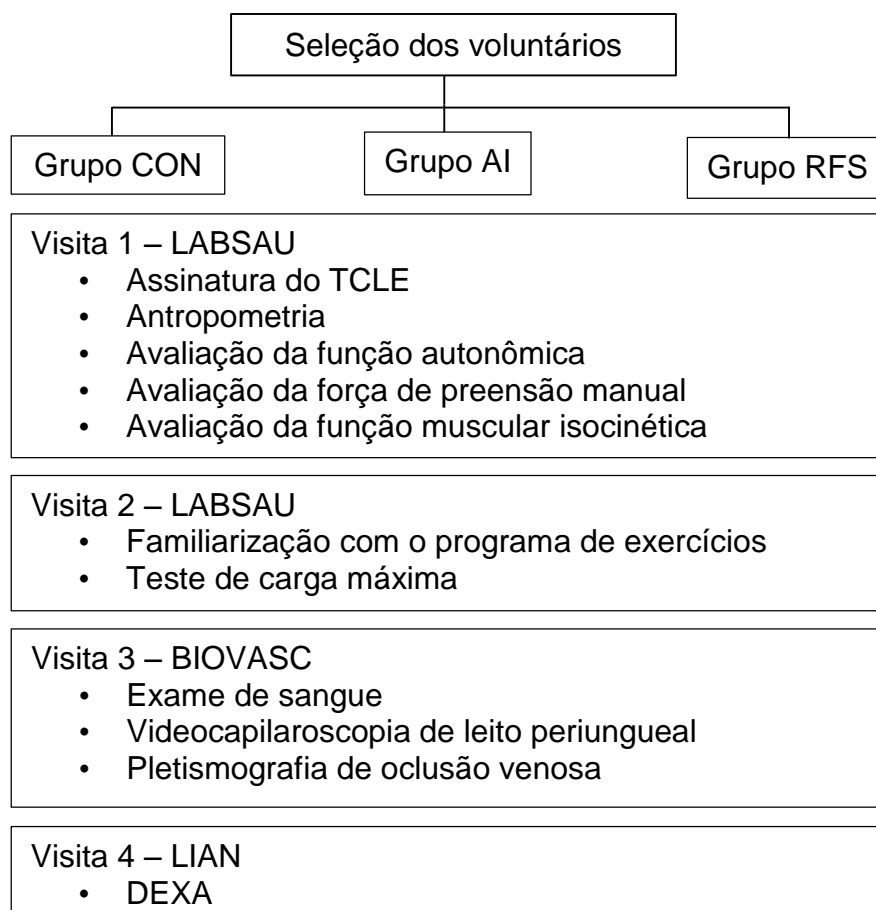 Seleção dos voluntários
Grupo CON
Grupo AI
Grupo RFS
Visita 1 – LABSAU
• Assinatura do TCLE
• Antropometria
• Avaliação da função autonômica
• Avaliação da força de preensão manual
• Avaliação da função muscular isocinética
Visita 2 – LABSAU
• Familiarização com o programa de exercícios
• Teste de carga máxima
Visita 3 – BIOVASC
• Exame de sangue
• Videocapilaroscopia de leito periungueal
• Pletismografia de oclusão venosa
Visita 4 – LIAN
• DEXA